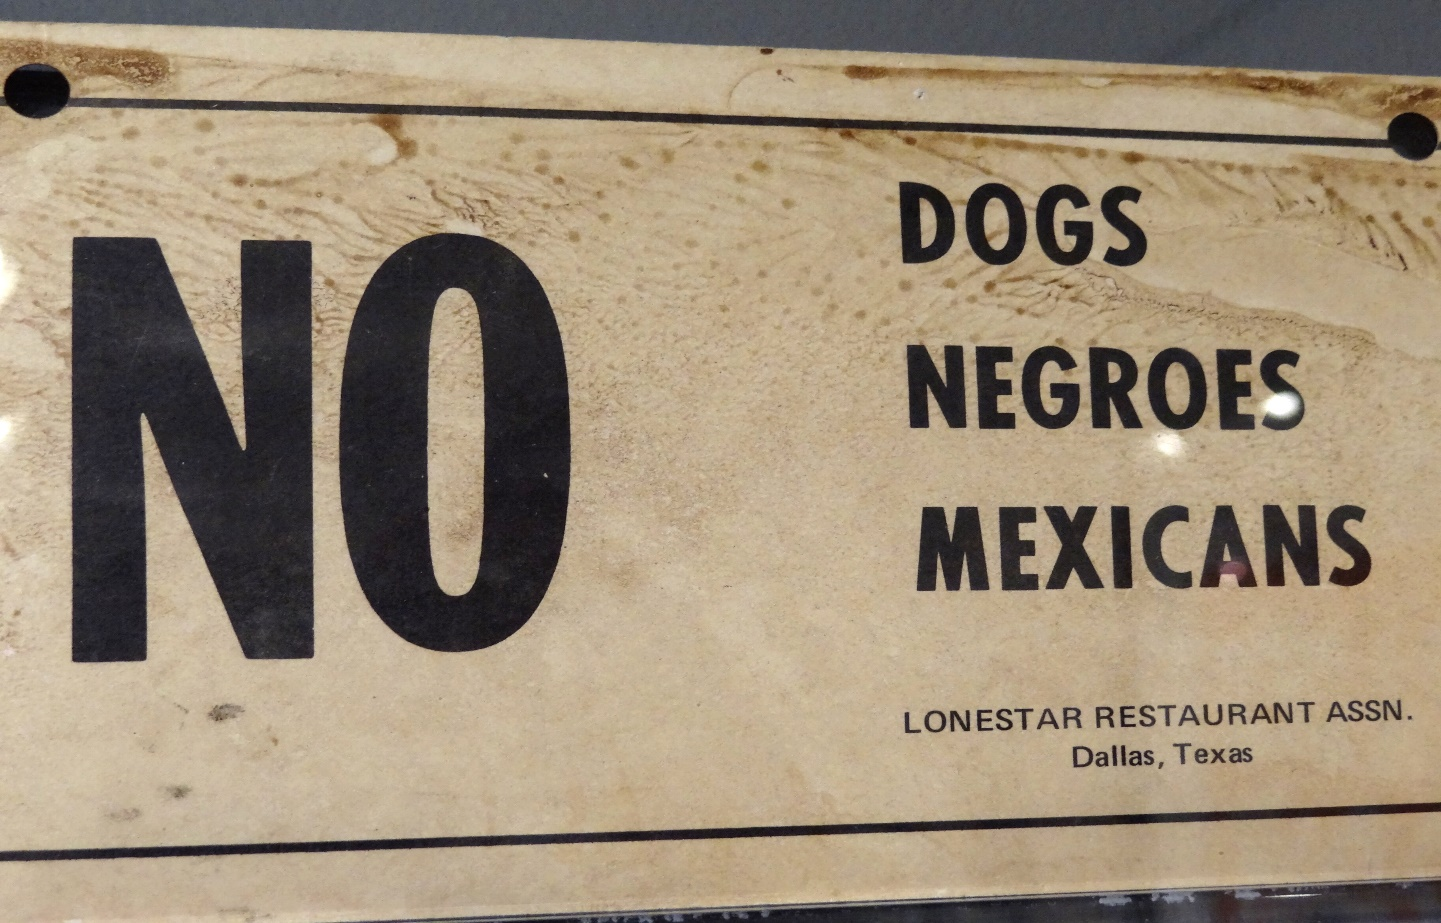 NO
DOGS
NEGROES
MEXICANS
LONESTAR RESTAURANT ASSN.
Dallas, Texas